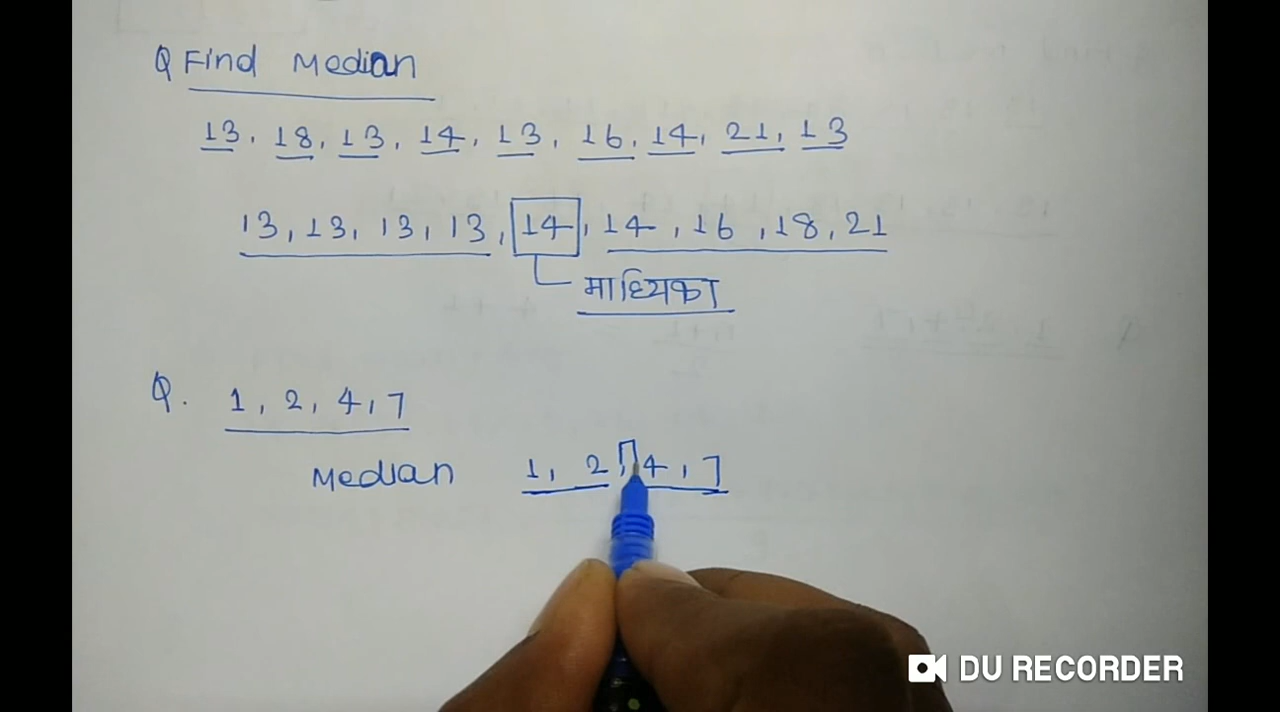 Q Find Median
13, 18, 13, 14, 13, 16, 14, 21, 13
13, 13, 13, 13, 14, 14, 16, 18, 21
माध्यिका
Q. 1, 2, 4, 7
Median 1, 2, 4, 7
DU RECORDER